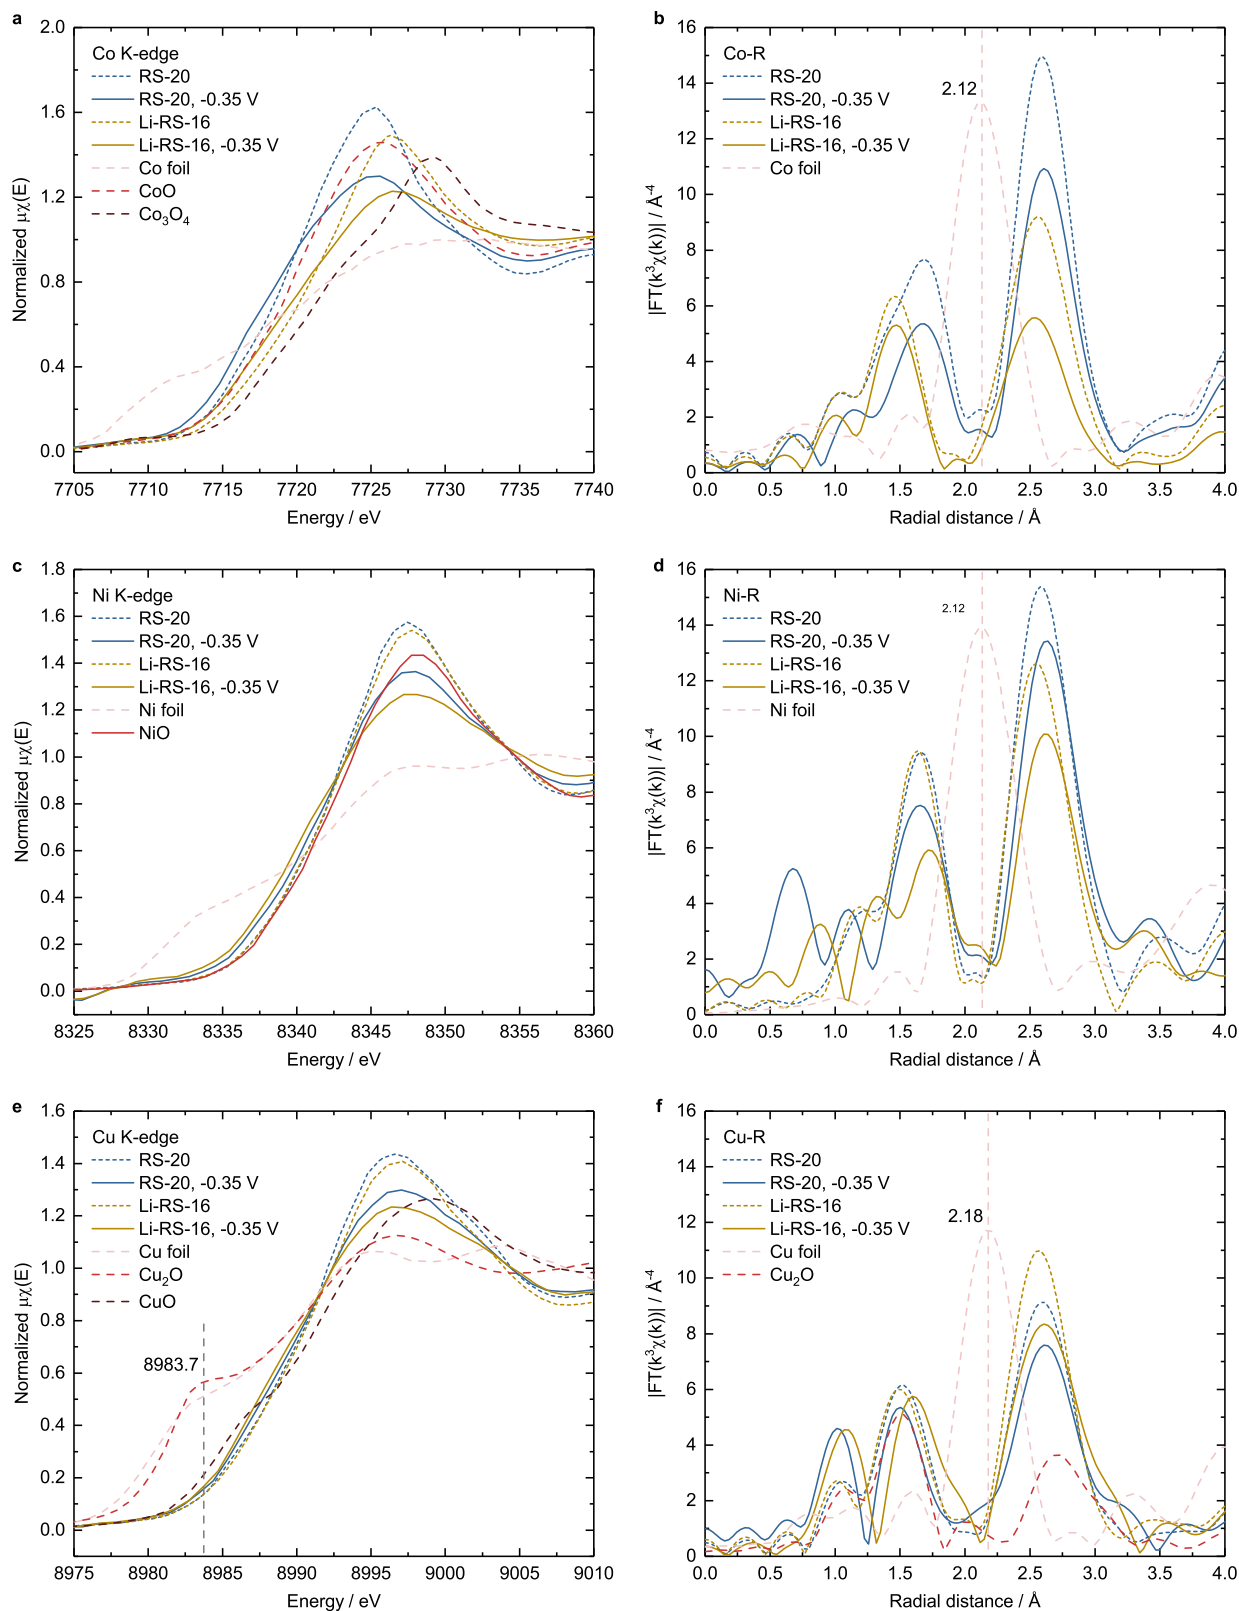 a
2.0
1.6
1.2
0.8
0.4
0.0
Normalized μχ(E)
Co K-edge
RS-20
RS-20, -0.35 V
Li-RS-16
Li-RS-16, -0.35 V
Co foil
CoO
Co₃O₄
7705 7710 7715 7720 7725 7730 7735 7740
Energy / eV
b
16
14
12
10
8
6
4
2
0
|FT(k³χ(k))| / Å⁻⁴
Co-R
RS-20
RS-20, -0.35 V
Li-RS-16
Li-RS-16, -0.35 V
Co foil
2.12
0.0 0.5 1.0 1.5 2.0 2.5 3.0 3.5 4.0
Radial distance / Å
c
1.8
1.6
1.4
1.2
1.0
0.8
0.6
0.4
0.2
0.0
Normalized μχ(E)
Ni K-edge
RS-20
RS-20, -0.35 V
Li-RS-16
Li-RS-16, -0.35 V
Ni foil
NiO
8325 8330 8335 8340 8345 8350 8355 8360
Energy / eV
d
16
14
12
10
8
6
4
2
0
|FT(k³χ(k))| / Å⁻⁴
Ni-R
RS-20
RS-20, -0.35 V
Li-RS-16
Li-RS-16, -0.35 V
Ni foil
2.12
0.0 0.5 1.0 1.5 2.0 2.5 3.0 3.5 4.0
Radial distance / Å
e
1.6
1.4
1.2
1.0
0.8
0.6
0.4
0.2
0.0
Normalized μχ(E)
Cu K-edge
RS-20
RS-20, -0.35 V
Li-RS-16
Li-RS-16, -0.35 V
Cu foil
Cu₂O
CuO
8983.7
8975 8980 8985 8990 8995 9000 9005 9010
Energy / eV
f
16
14
12
10
8
6
4
2
0
|FT(k³χ(k))| / Å⁻⁴
Cu-R
RS-20
RS-20, -0.35 V
Li-RS-16
Li-RS-16, -0.35 V
Cu foil
Cu₂O
2.18
0.0 0.5 1.0 1.5 2.0 2.5 3.0 3.5 4.0
Radial distance / Å